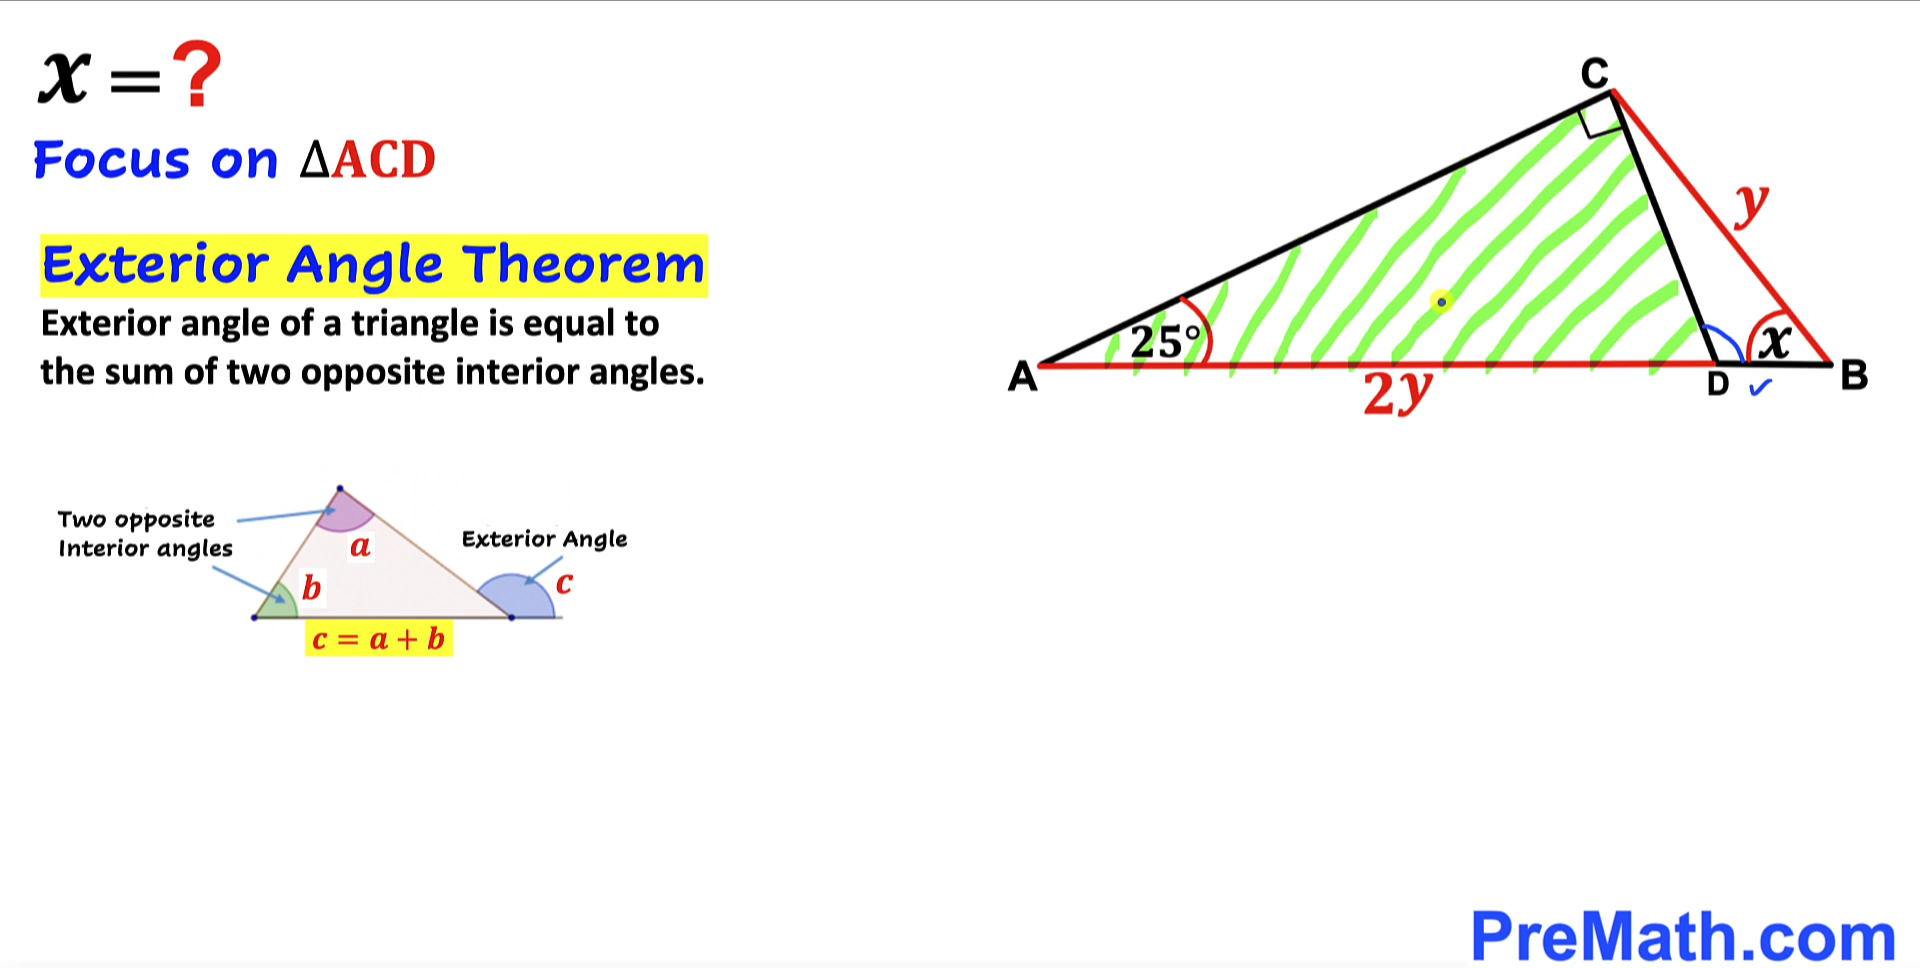 x = ?
Focus on ΔACD
Exterior Angle Theorem
Exterior angle of a triangle is equal to
the sum of two opposite interior angles.
Two opposite
Interior angles
a
b
Exterior Angle
c
c = a + b
C
y
25°
x
A
2y
D
B
PreMath.com